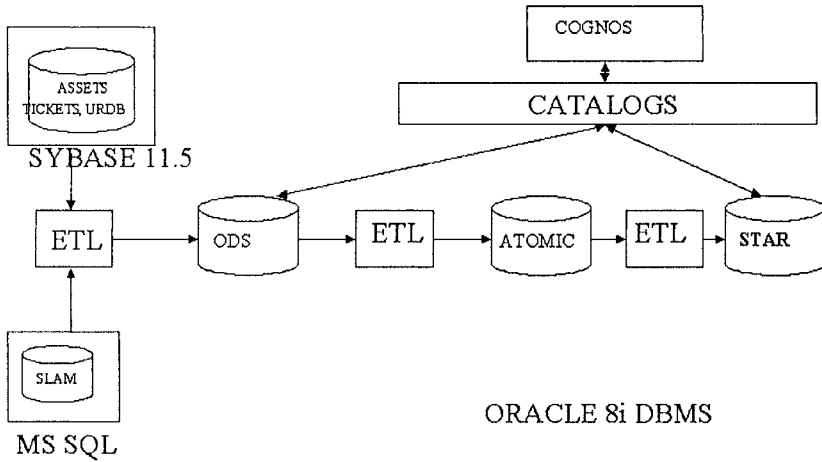 COGNOS
ASSETS
TICKETS, URDB
CATALOGS
SYBASE 11.5
ETL
ODS
ETL
ATOMIC
ETL
STAR
SLAM
ORACLE 8i DBMS
MS SQL